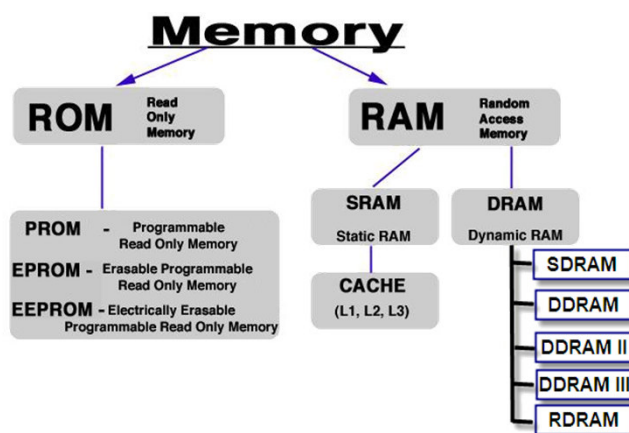 Memory
ROM
Read
Only
Memory
RAM
Random
Access
Memory
PROM - Programmable
Read Only Memory
EPROM - Erasable Programmable
Read Only Memory
EEPROM - Electrically Erasable
Programmable Read Only Memory
SRAM
Static RAM
CACHE
(L1, L2, L3)
DRAM
Dynamic RAM
SDRAM
DDRAM
DDRAM II
DDRAM III
RDRAM